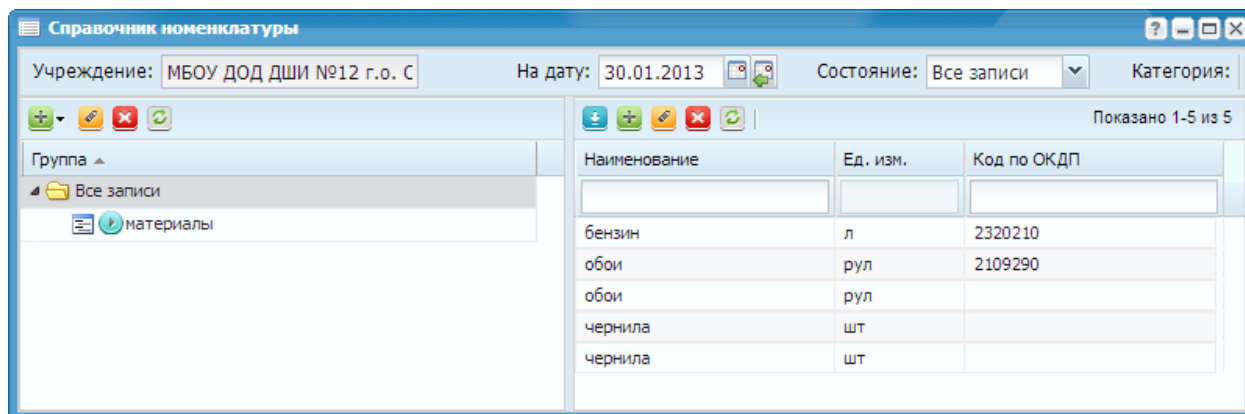 Справочник номенклатуры
Учреждение: МБОУ ДОД ДШИ №12 г.о. С На дату: 30.01.2013 Состояние: Все записи Категория:
Показано 1-5 из 5
Группа
Все записи
материалы
Наименование Ед. изм. Код по ОКДП
бензин л 2320210
обои рул 2109290
обои рул
чернила шт
чернила шт